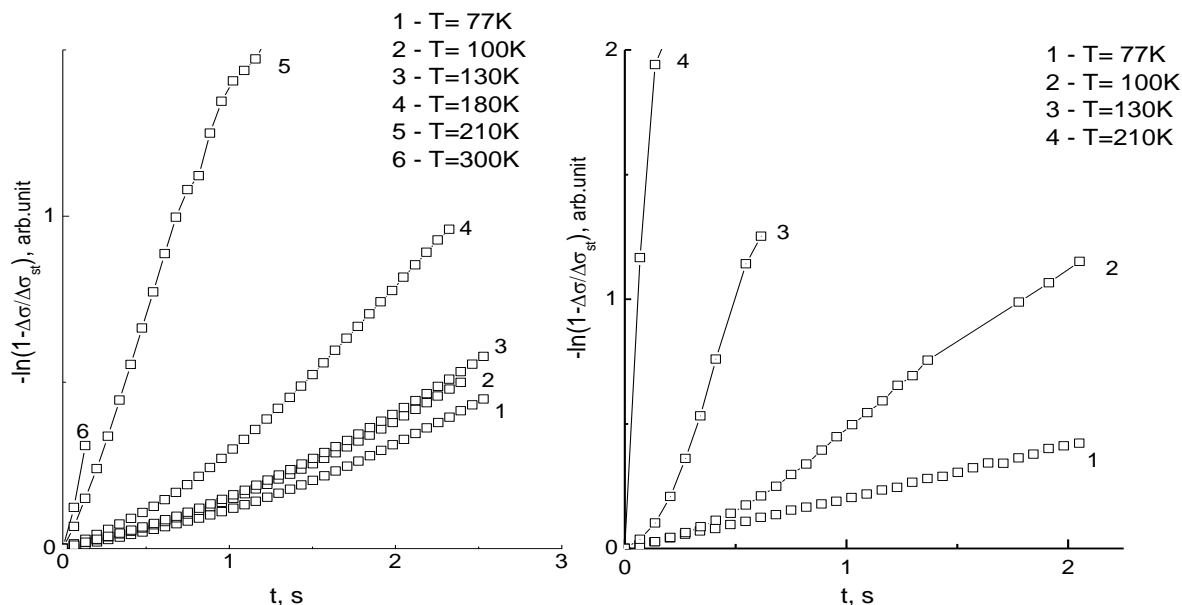 1 - T= 77K
2 - T= 100K
3 - T=130K
4 - T=180K
5 - T=210K
6 - T=300K
-ln(1-Δσ/Δσst), arb.unit
1
0
5
4
3
2
1
6
0
1
2
3
t, s
1 - T= 77K
2 - T= 100K
3 - T=130K
4 - T=210K
-ln(1-Δσ/Δσst), arb.unit
2
1
0
4
3
2
1
0
1
2
t, s